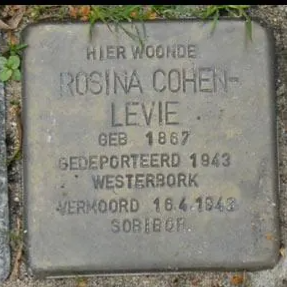 HIER WOONDE
ROSINA COHEN-
LEVIE
GEB 1867
GEDEPORTEERD 1943
WESTERBORK
VERMOORD 16.4.1943
SOBIBOR